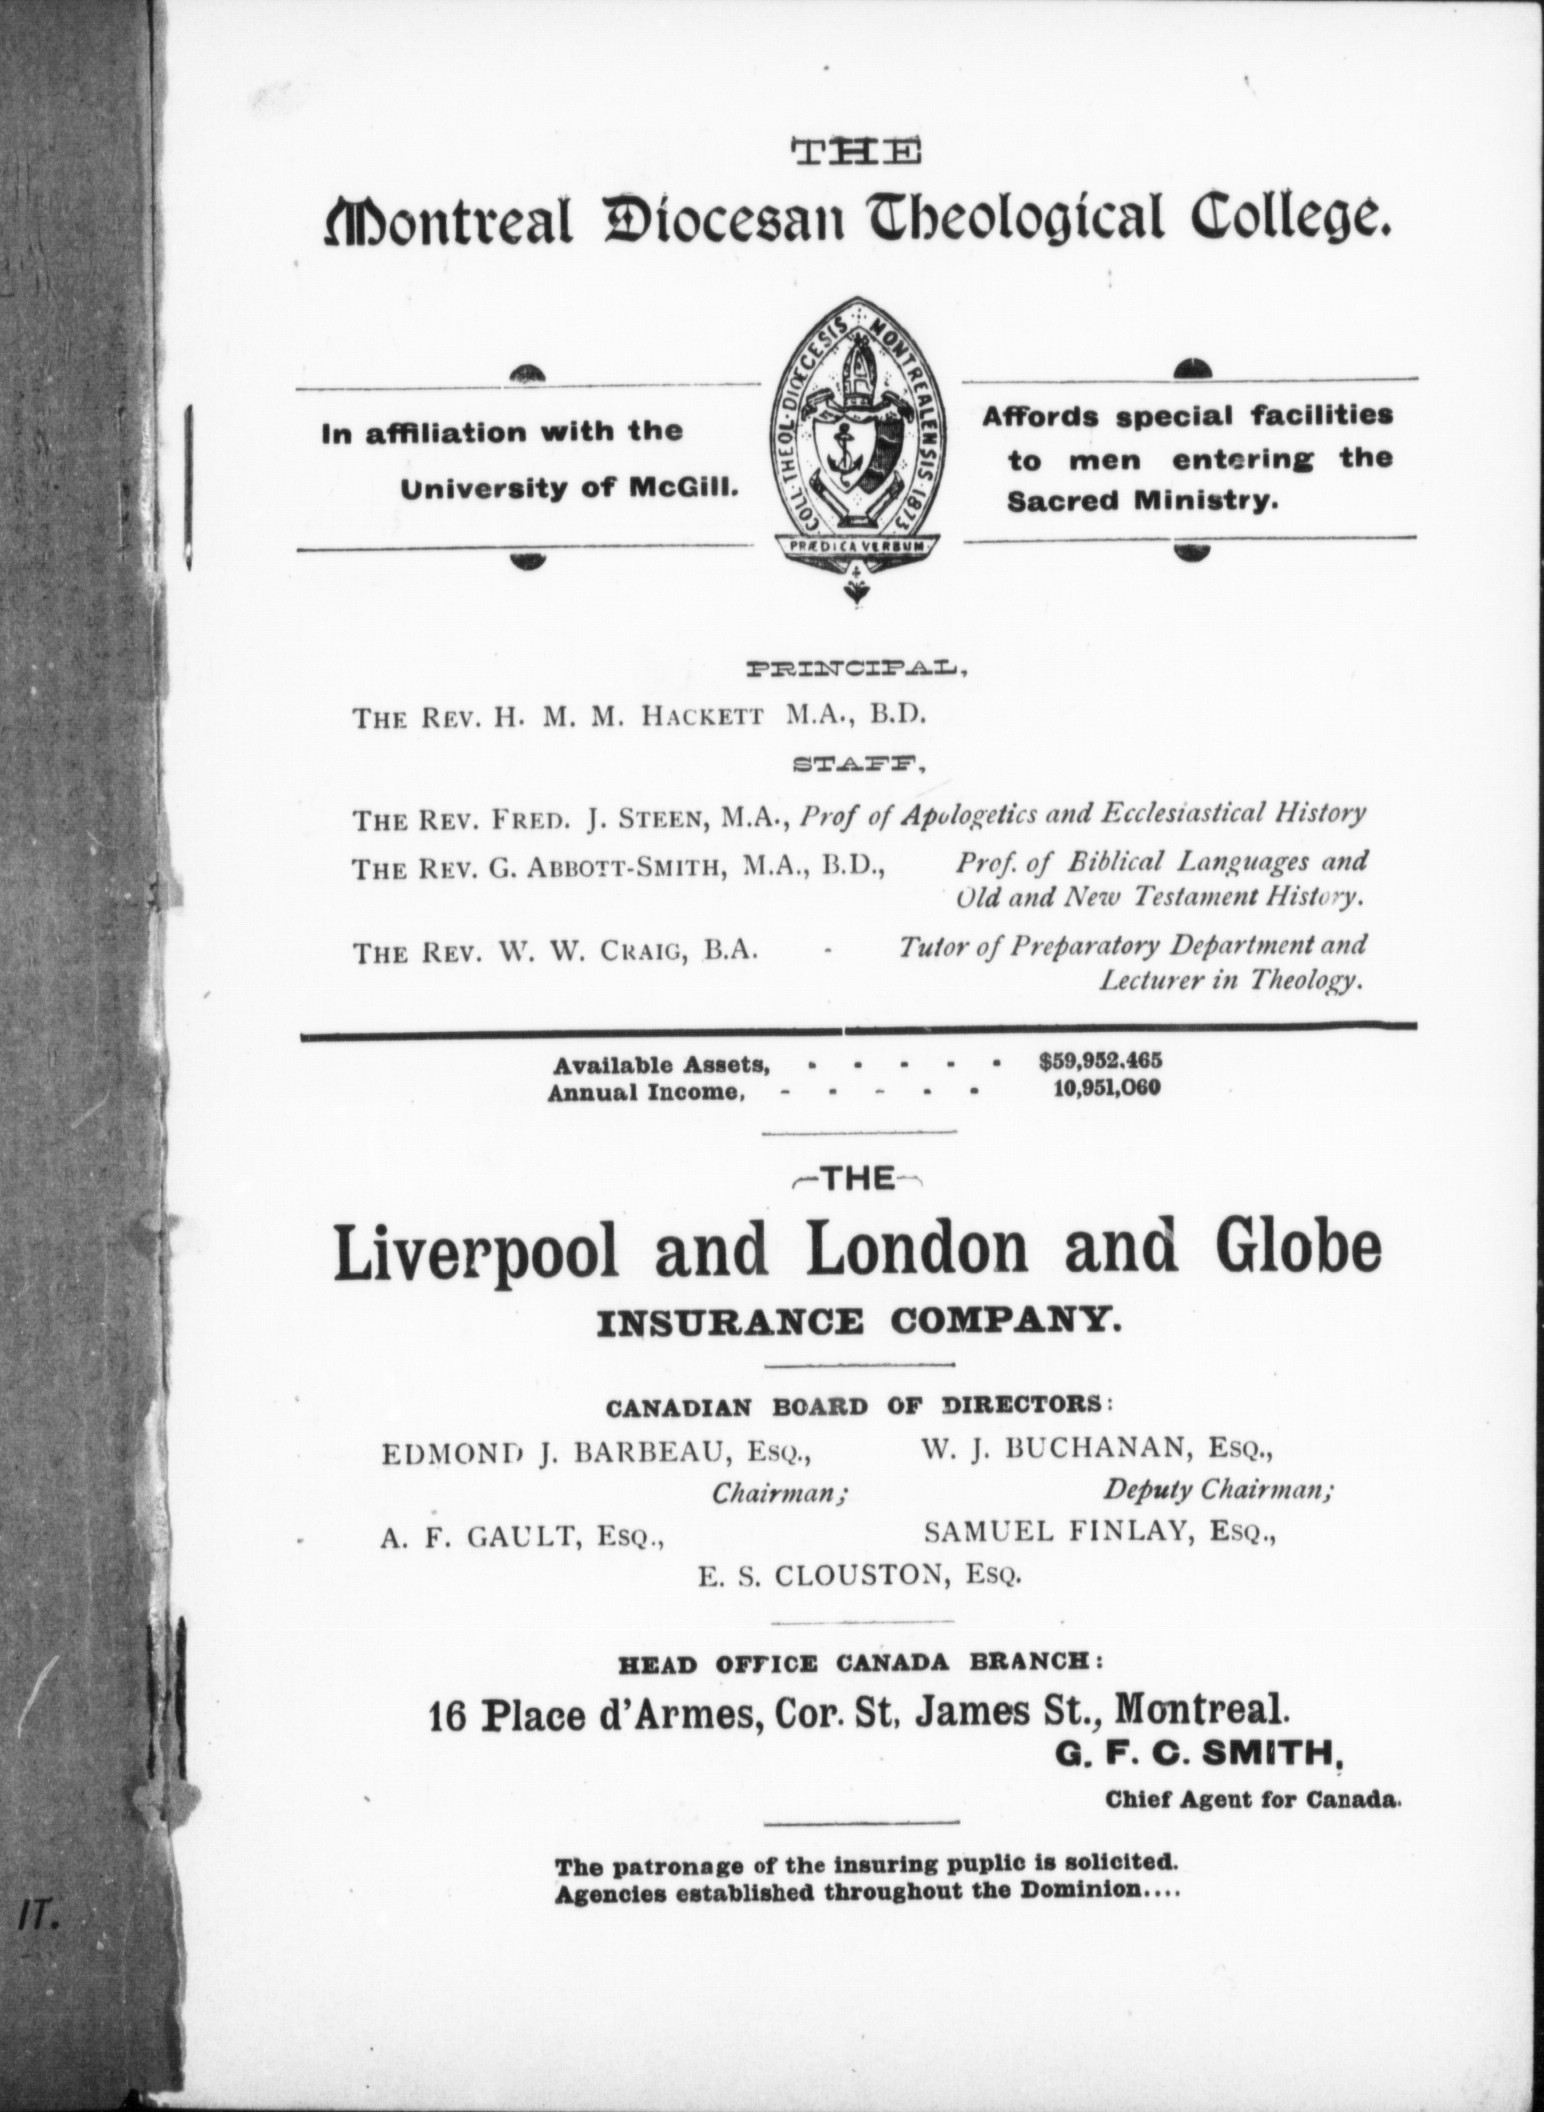 THE
Montreal Diocesan Theological College.
In affiliation with the
University of McGill.
COLL · THEOL · DIOECESIS MONTREALENSIS · 1873
PRÆDICA VERBUM
Affords special facilities
to men entering the
Sacred Ministry.
PRINCIPAL,
THE REV. H. M. M. HACKETT M.A., B.D.
STAFF,
THE REV. FRED. J. STEEN, M.A., Prof of Apologetics and Ecclesiastical History
THE REV. G. ABBOTT-SMITH, M.A., B.D., Prof. of Biblical Languages and
Old and New Testament History.
THE REV. W. W. CRAIG, B.A. - Tutor of Preparatory Department and
Lecturer in Theology.
Available Assets, - - - - - $59,952,465
Annual Income, - - - - - 10,951,060
THE
Liverpool and London and Globe
INSURANCE COMPANY.
CANADIAN BOARD OF DIRECTORS:
EDMOND J. BARBEAU, ESQ., W. J. BUCHANAN, ESQ.,
Chairman; Deputy Chairman;
A. F. GAULT, ESQ., SAMUEL FINLAY, ESQ.,
E. S. CLOUSTON, ESQ.
HEAD OFFICE CANADA BRANCH:
16 Place d'Armes, Cor. St, James St., Montreal.
G. F. C. SMITH,
Chief Agent for Canada.
The patronage of the insuring puplic is solicited.
Agencies established throughout the Dominion....
IT.